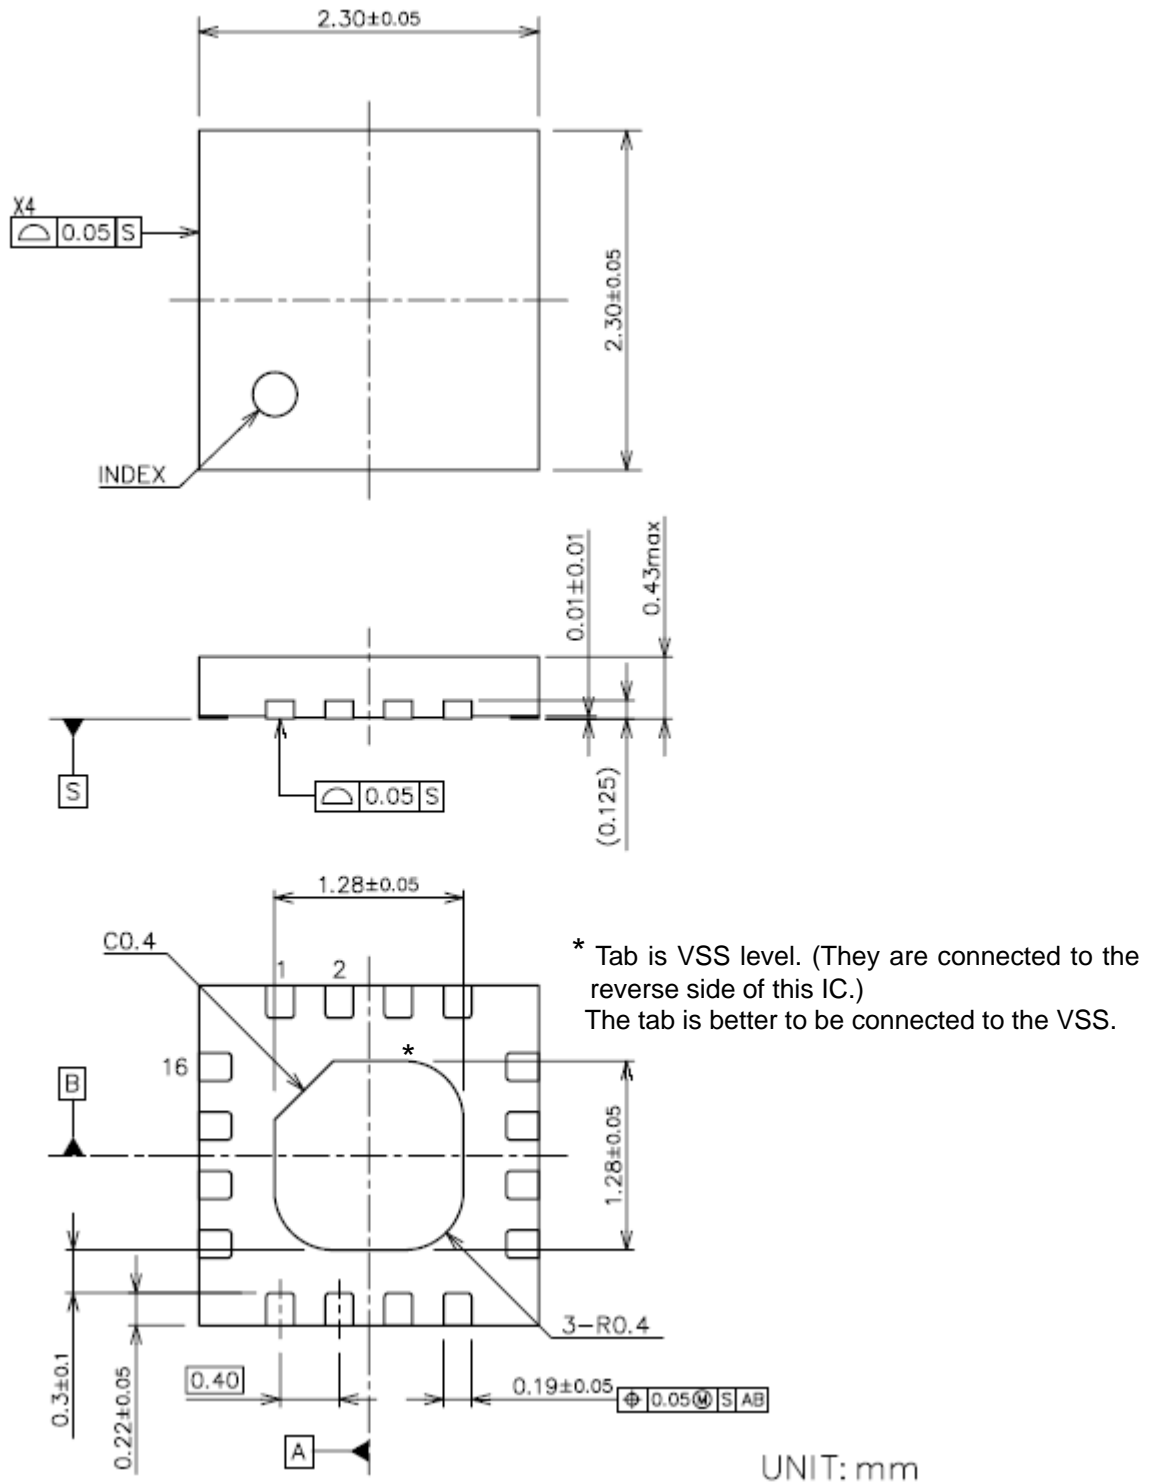 2.30±0.05
X4
0.05 S
2.30±0.05
INDEX
0.01±0.01
0.43max
S
0.05 S
(0.125)
1.28±0.05
C0.4
1 2
* Tab is VSS level. (They are connected to the
reverse side of this IC.)
The tab is better to be connected to the VSS.
*
16
B
1.28±0.05
3-R0.4
0.3±0.1
0.22±0.05
0.40
0.19±0.05
⌖ 0.05Ⓜ S AB
A
UNIT: mm